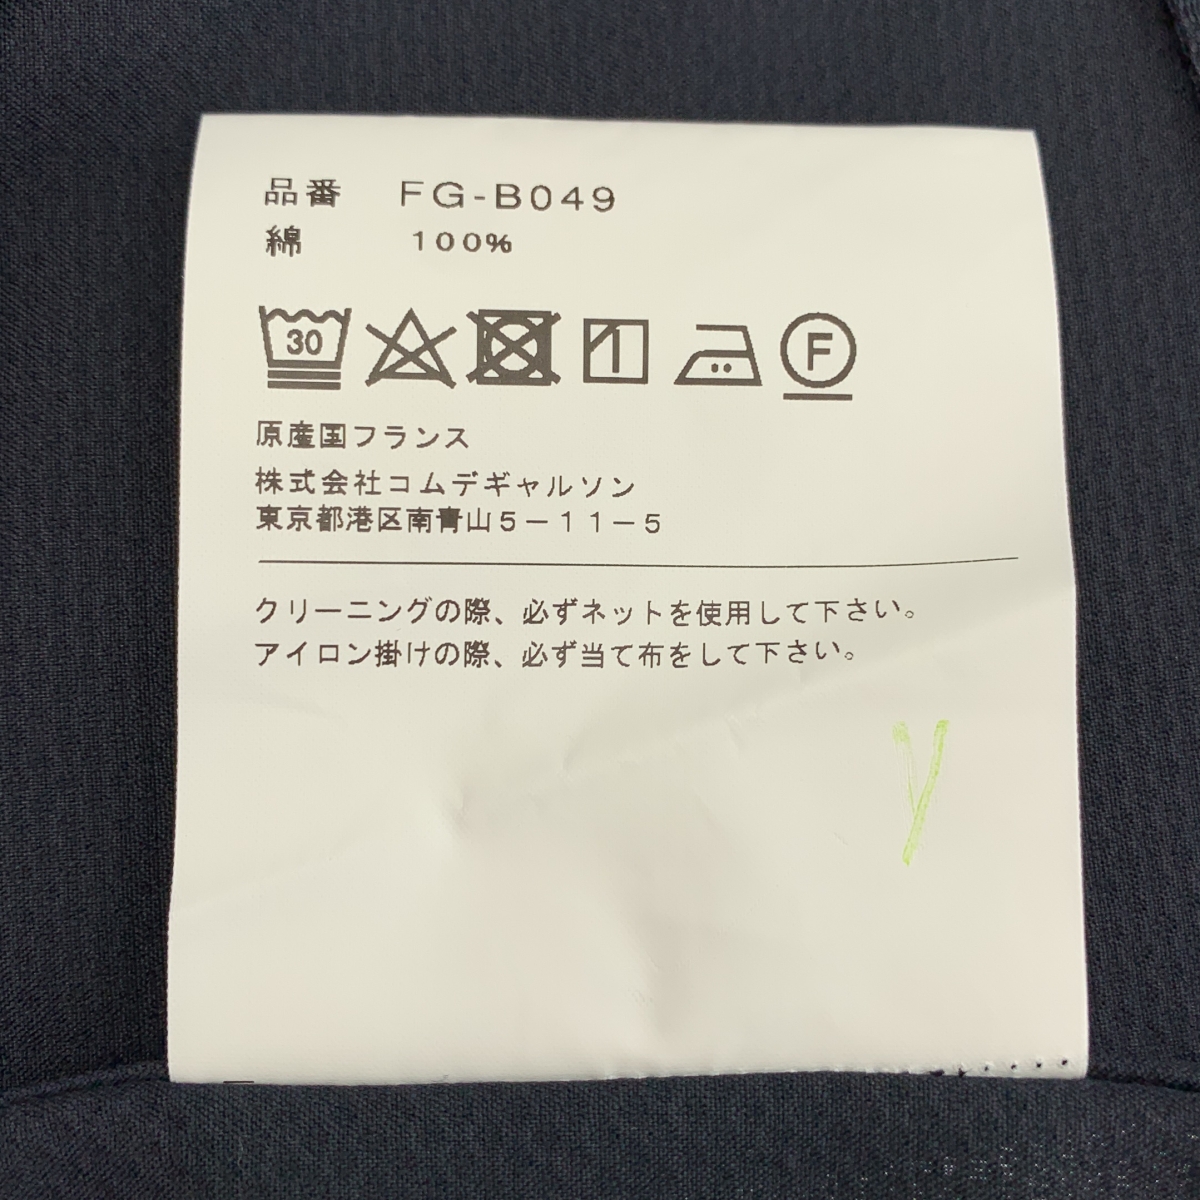 品番 FG-B049
綿 100%
30 F
原産国フランス
株式会社コムデギャルソン
東京都港区南青山5-11-5
クリーニングの際、必ずネットを使用して下さい。
アイロン掛けの際、必ず当て布をして下さい。
Y